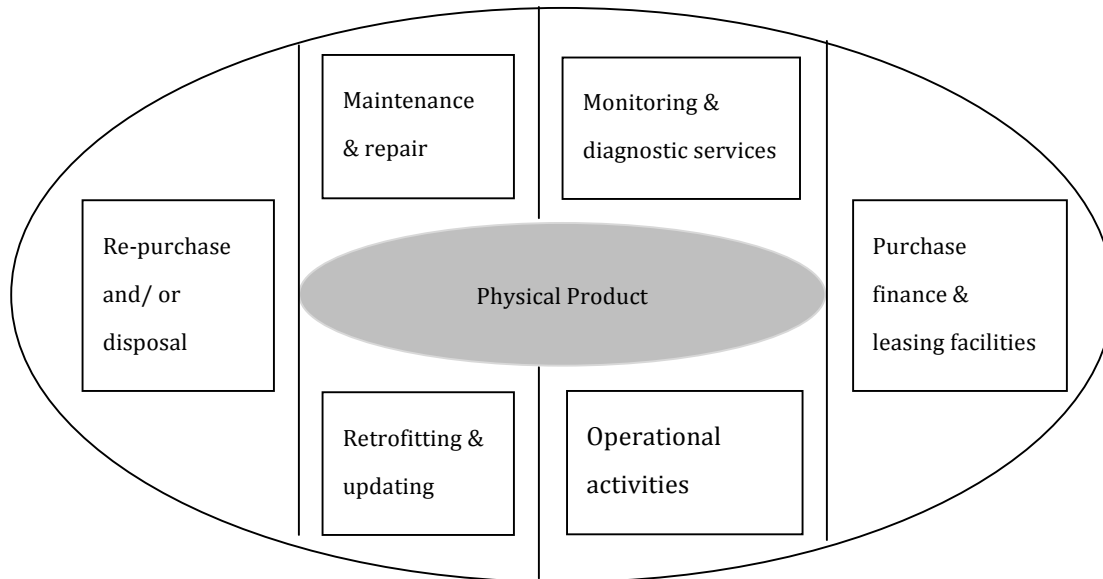 Maintenance
& repair
Monitoring &
diagnostic services
Re-purchase
and/ or
disposal
Physical Product
Purchase
finance &
leasing facilities
Retrofitting &
updating
Operational
activities